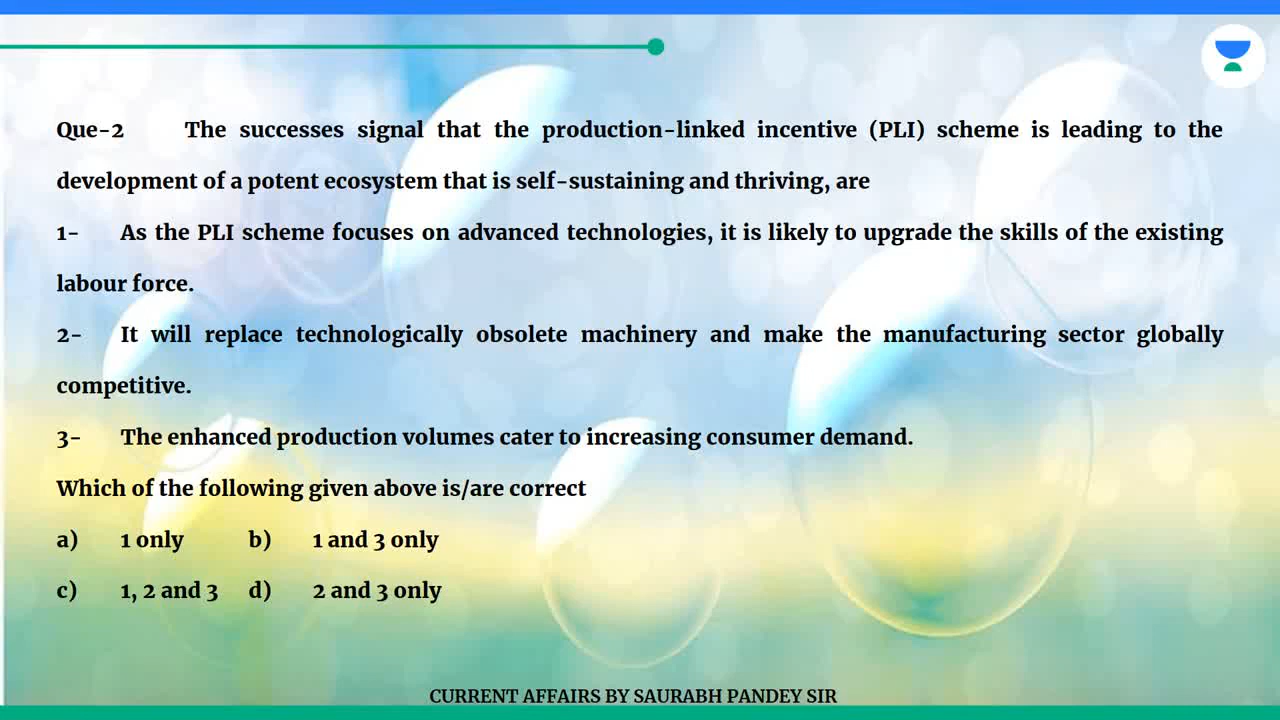 Que-2 The successes signal that the production-linked incentive (PLI) scheme is leading to the
development of a potent ecosystem that is self-sustaining and thriving, are
1- As the PLI scheme focuses on advanced technologies, it is likely to upgrade the skills of the existing
labour force.
2- It will replace technologically obsolete machinery and make the manufacturing sector globally
competitive.
3- The enhanced production volumes cater to increasing consumer demand.
Which of the following given above is/are correct
a) 1 only b) 1 and 3 only
c) 1, 2 and 3 d) 2 and 3 only
CURRENT AFFAIRS BY SAURABH PANDEY SIR